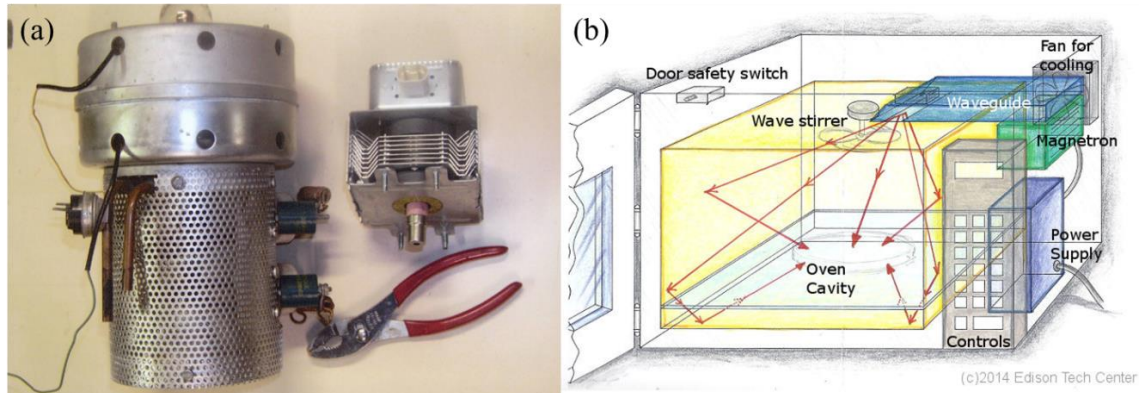 (a)
(b)
Door safety switch
Fan for
cooling
Waveguide
Wave stirrer
Magnetron
Power
Supply
Oven
Cavity
Controls
(c)2014 Edison Tech Center